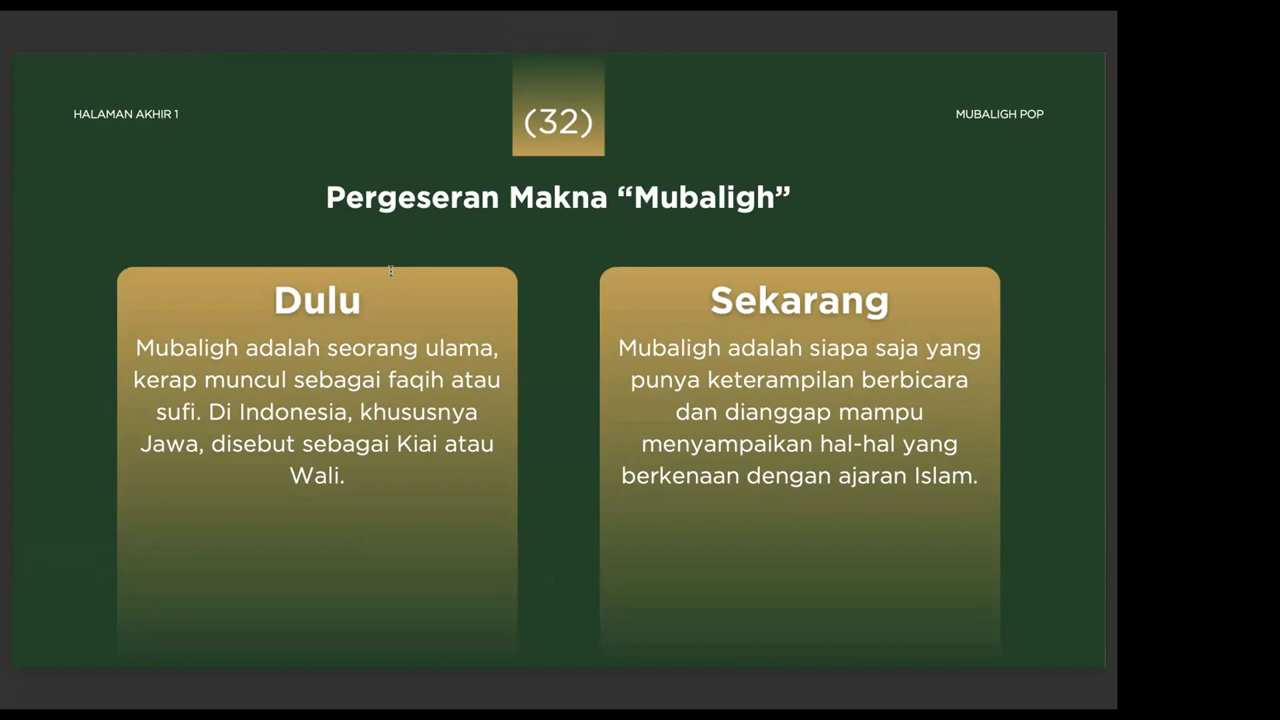 HALAMAN AKHIR 1
(32)
MUBALIGH POP
Pergeseran Makna “Mubaligh”
Dulu
Mubaligh adalah seorang ulama,
kerap muncul sebagai faqih atau
sufi. Di Indonesia, khususnya
Jawa, disebut sebagai Kiai atau
Wali.
Sekarang
Mubaligh adalah siapa saja yang
punya keterampilan berbicara
dan dianggap mampu
menyampaikan hal-hal yang
berkenaan dengan ajaran Islam.